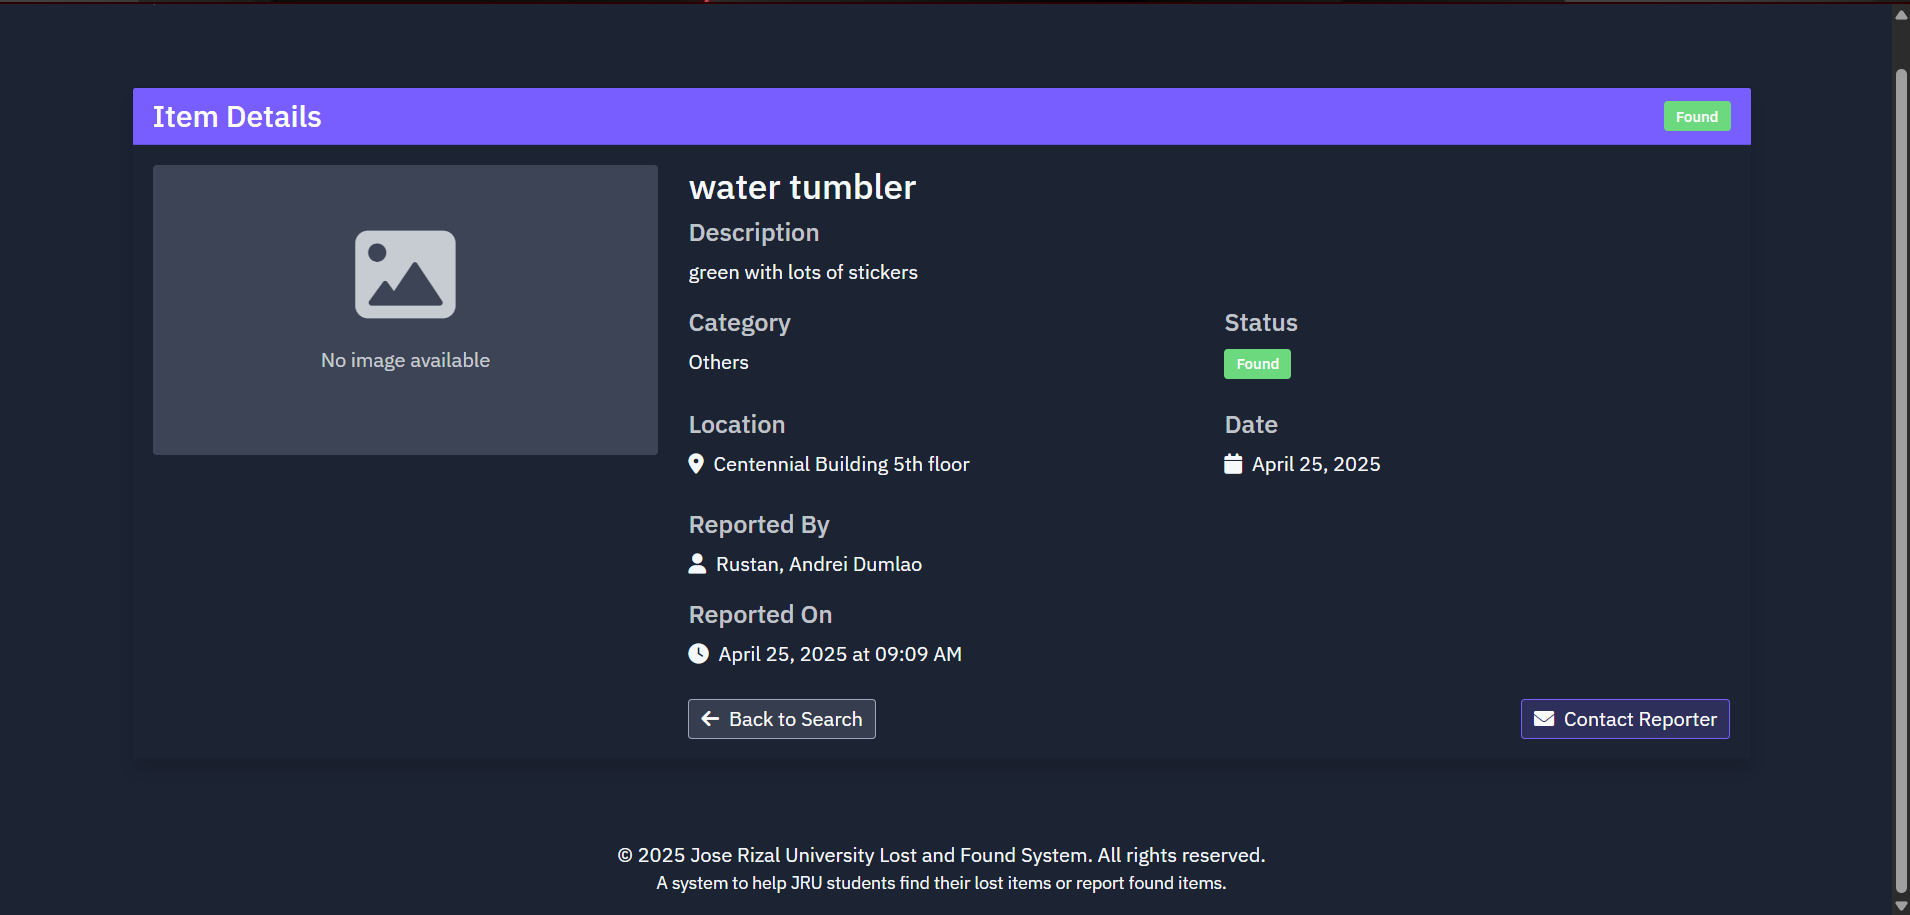 Item Details
Found
No image available
water tumbler
Description
green with lots of stickers
Category
Others
Status
Found
Location
Centennial Building 5th floor
Date
April 25, 2025
Reported By
Rustan, Andrei Dumlao
Reported On
April 25, 2025 at 09:09 AM
Back to Search
Contact Reporter
© 2025 Jose Rizal University Lost and Found System. All rights reserved.
A system to help JRU students find their lost items or report found items.